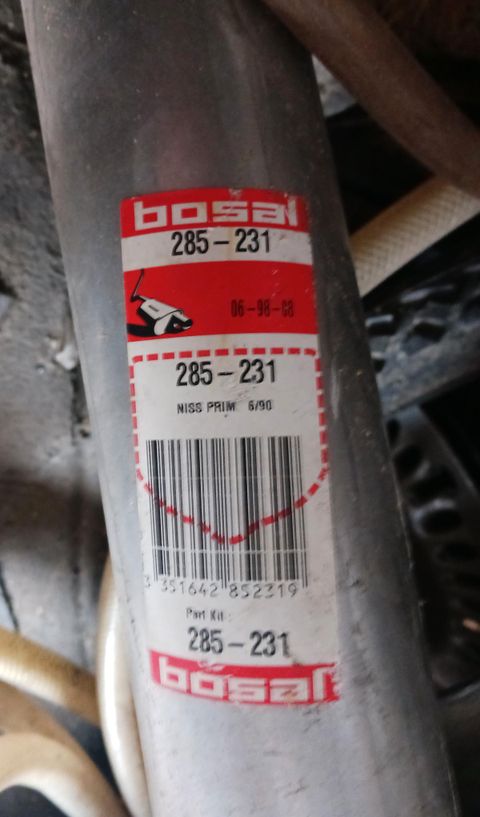 bosal
285-231
06-98-C8
285-231
NISS PRIM 6/90
3 351642 852319
Part Kit:
285-231
bosal